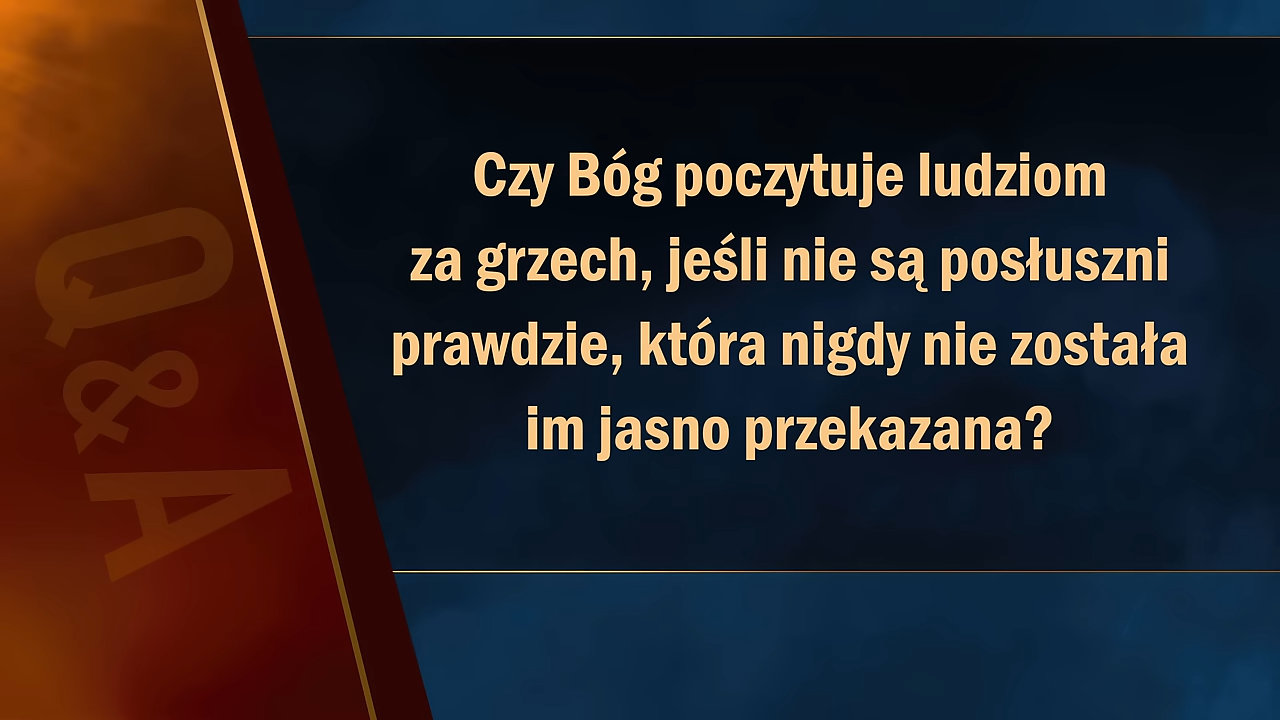 Q&A
Czy Bóg poczytuje ludziom
za grzech, jeśli nie są posłuszni
prawdzie, która nigdy nie została
im jasno przekazana?